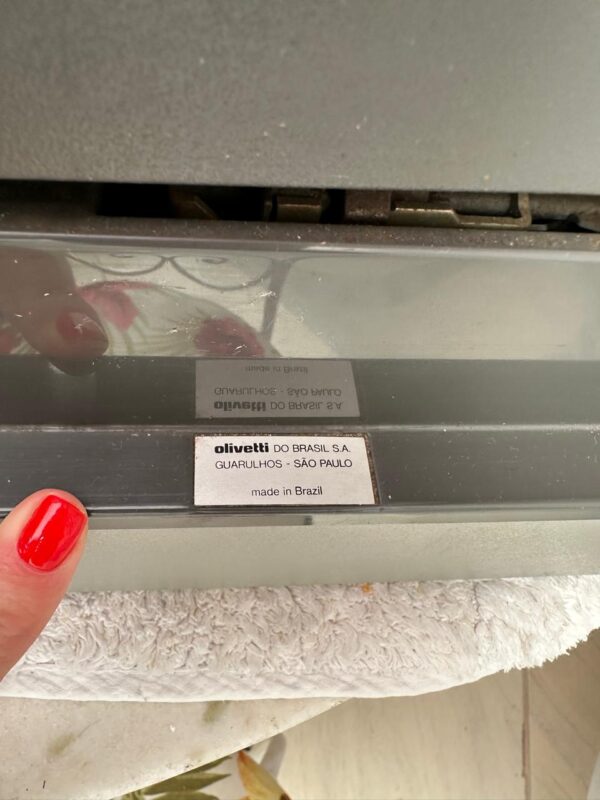 olivetti DO BRASIL S.A.
GUARULHOS - SÃO PAULO
made in Brazil